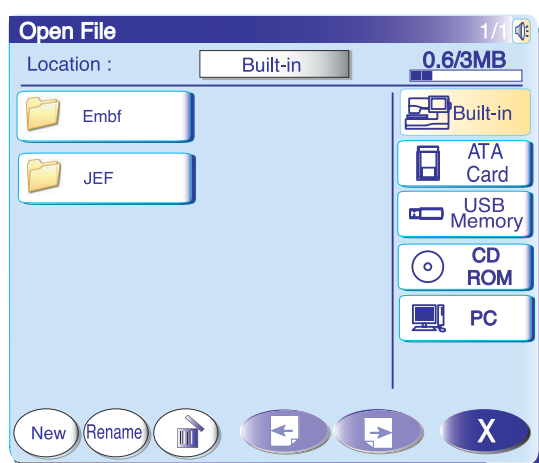 Open File 1/1
Location : Built-in 0.6/3MB
Embf
JEF
Built-in
ATA
Card
USB
Memory
CD
ROM
PC
New Rename X